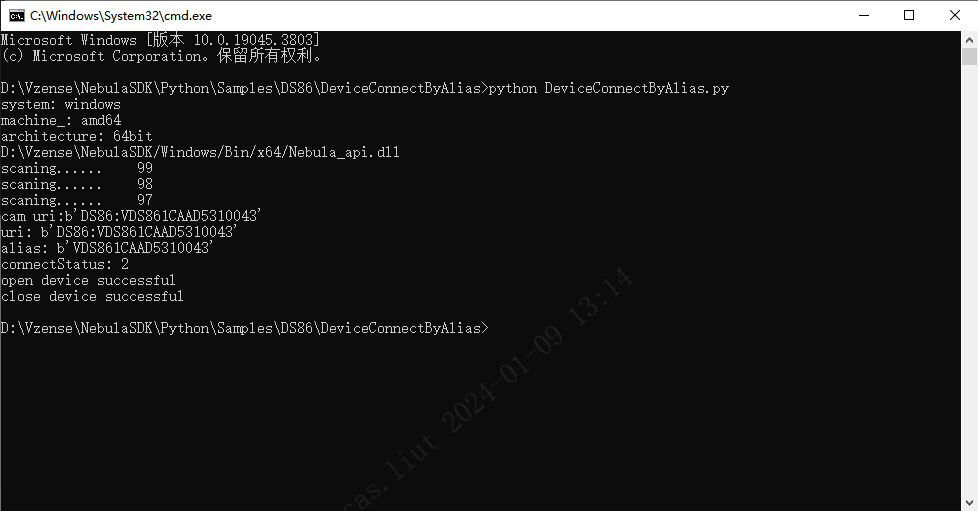 C:\Windows\System32\cmd.exe
Microsoft Windows [版本 10.0.19045.3803]
(c) Microsoft Corporation。保留所有权利。
D:\Vzense\NebulaSDK\Python\Samples\DS86\DeviceConnectByAlias>python DeviceConnectByAlias.py
system: windows
machine_: amd64
architecture: 64bit
D:\Vzense\NebulaSDK/Windows/Bin/x64/Nebula_api.dll
scaning......    99
scaning......    98
scaning......    97
cam uri:b'DS86:VDS861CAAD5310043'
uri: b'DS86:VDS861CAAD5310043'
alias: b'VDS861CAAD5310043'
connectStatus: 2
open device successful
close device successful
D:\Vzense\NebulaSDK\Python\Samples\DS86\DeviceConnectByAlias>
2024-01-09 13:14